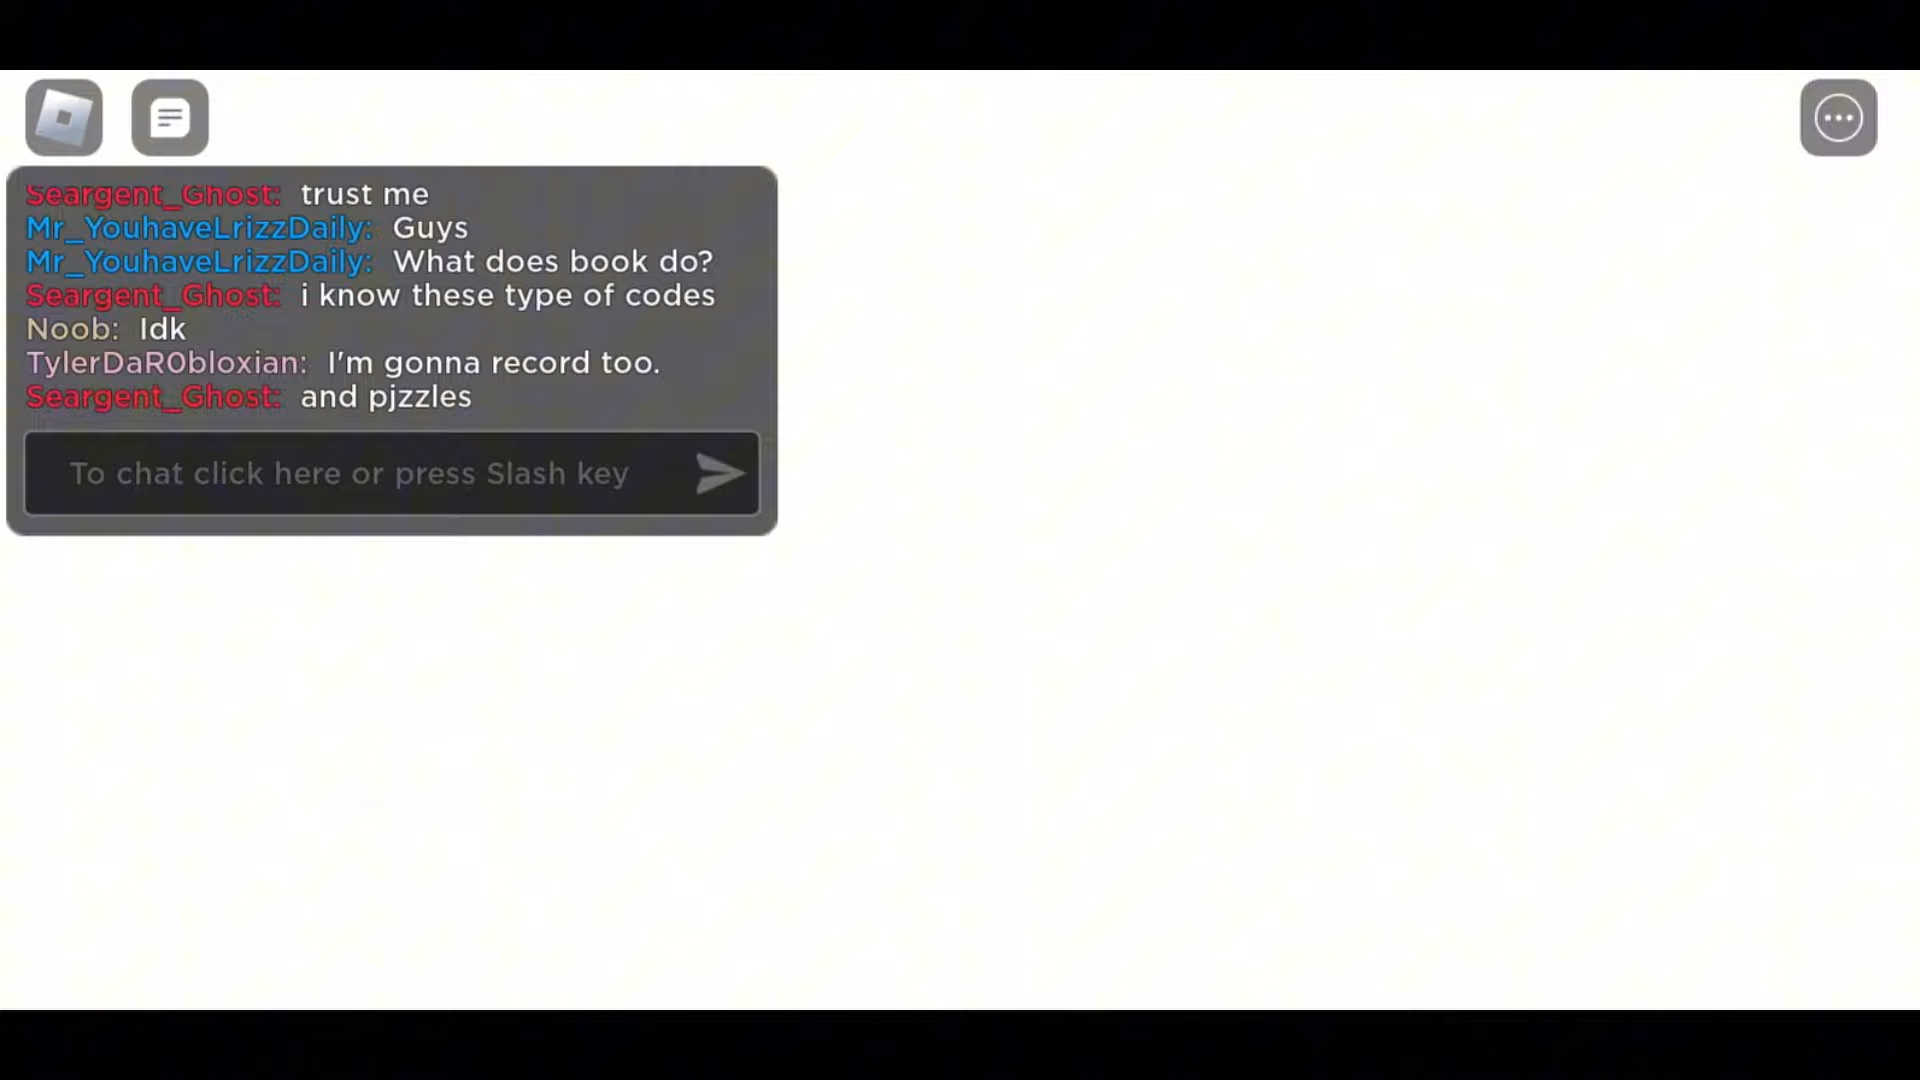 Seargent_Ghost: trust me
Mr_YouhaveLrizzDaily: Guys
Mr_YouhaveLrizzDaily: What does book do?
Seargent_Ghost: i know these type of codes
Noob: Idk
TylerDaR0bloxian: I'm gonna record too.
Seargent_Ghost: and pjzzles
To chat click here or press Slash key